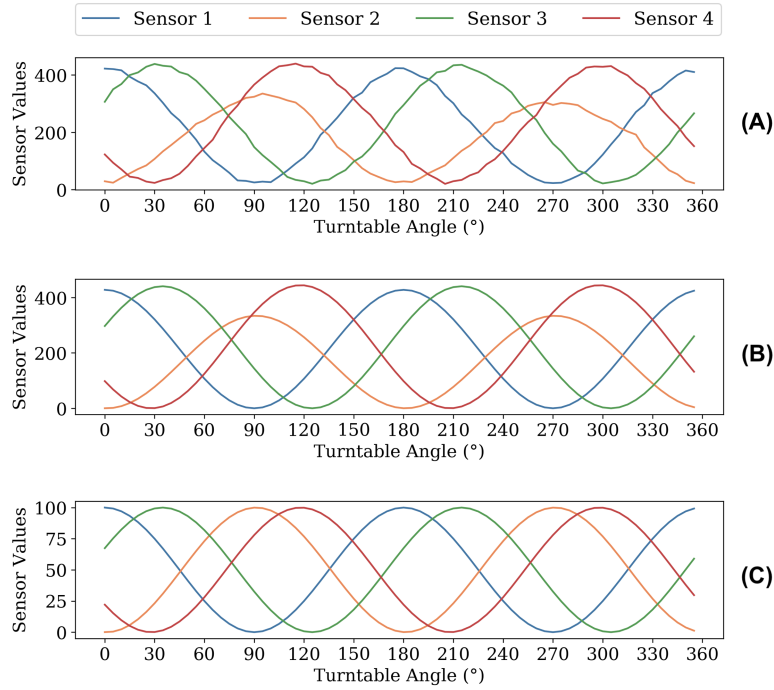 Sensor 1 Sensor 2 Sensor 3 Sensor 4
400
200
0
Sensor Values
0 30 60 90 120 150 180 210 240 270 300 330 360
Turntable Angle (°)
(A)
400
200
0
Sensor Values
0 30 60 90 120 150 180 210 240 270 300 330 360
Turntable Angle (°)
(B)
100
75
50
25
0
Sensor Values
0 30 60 90 120 150 180 210 240 270 300 330 360
Turntable Angle (°)
(C)